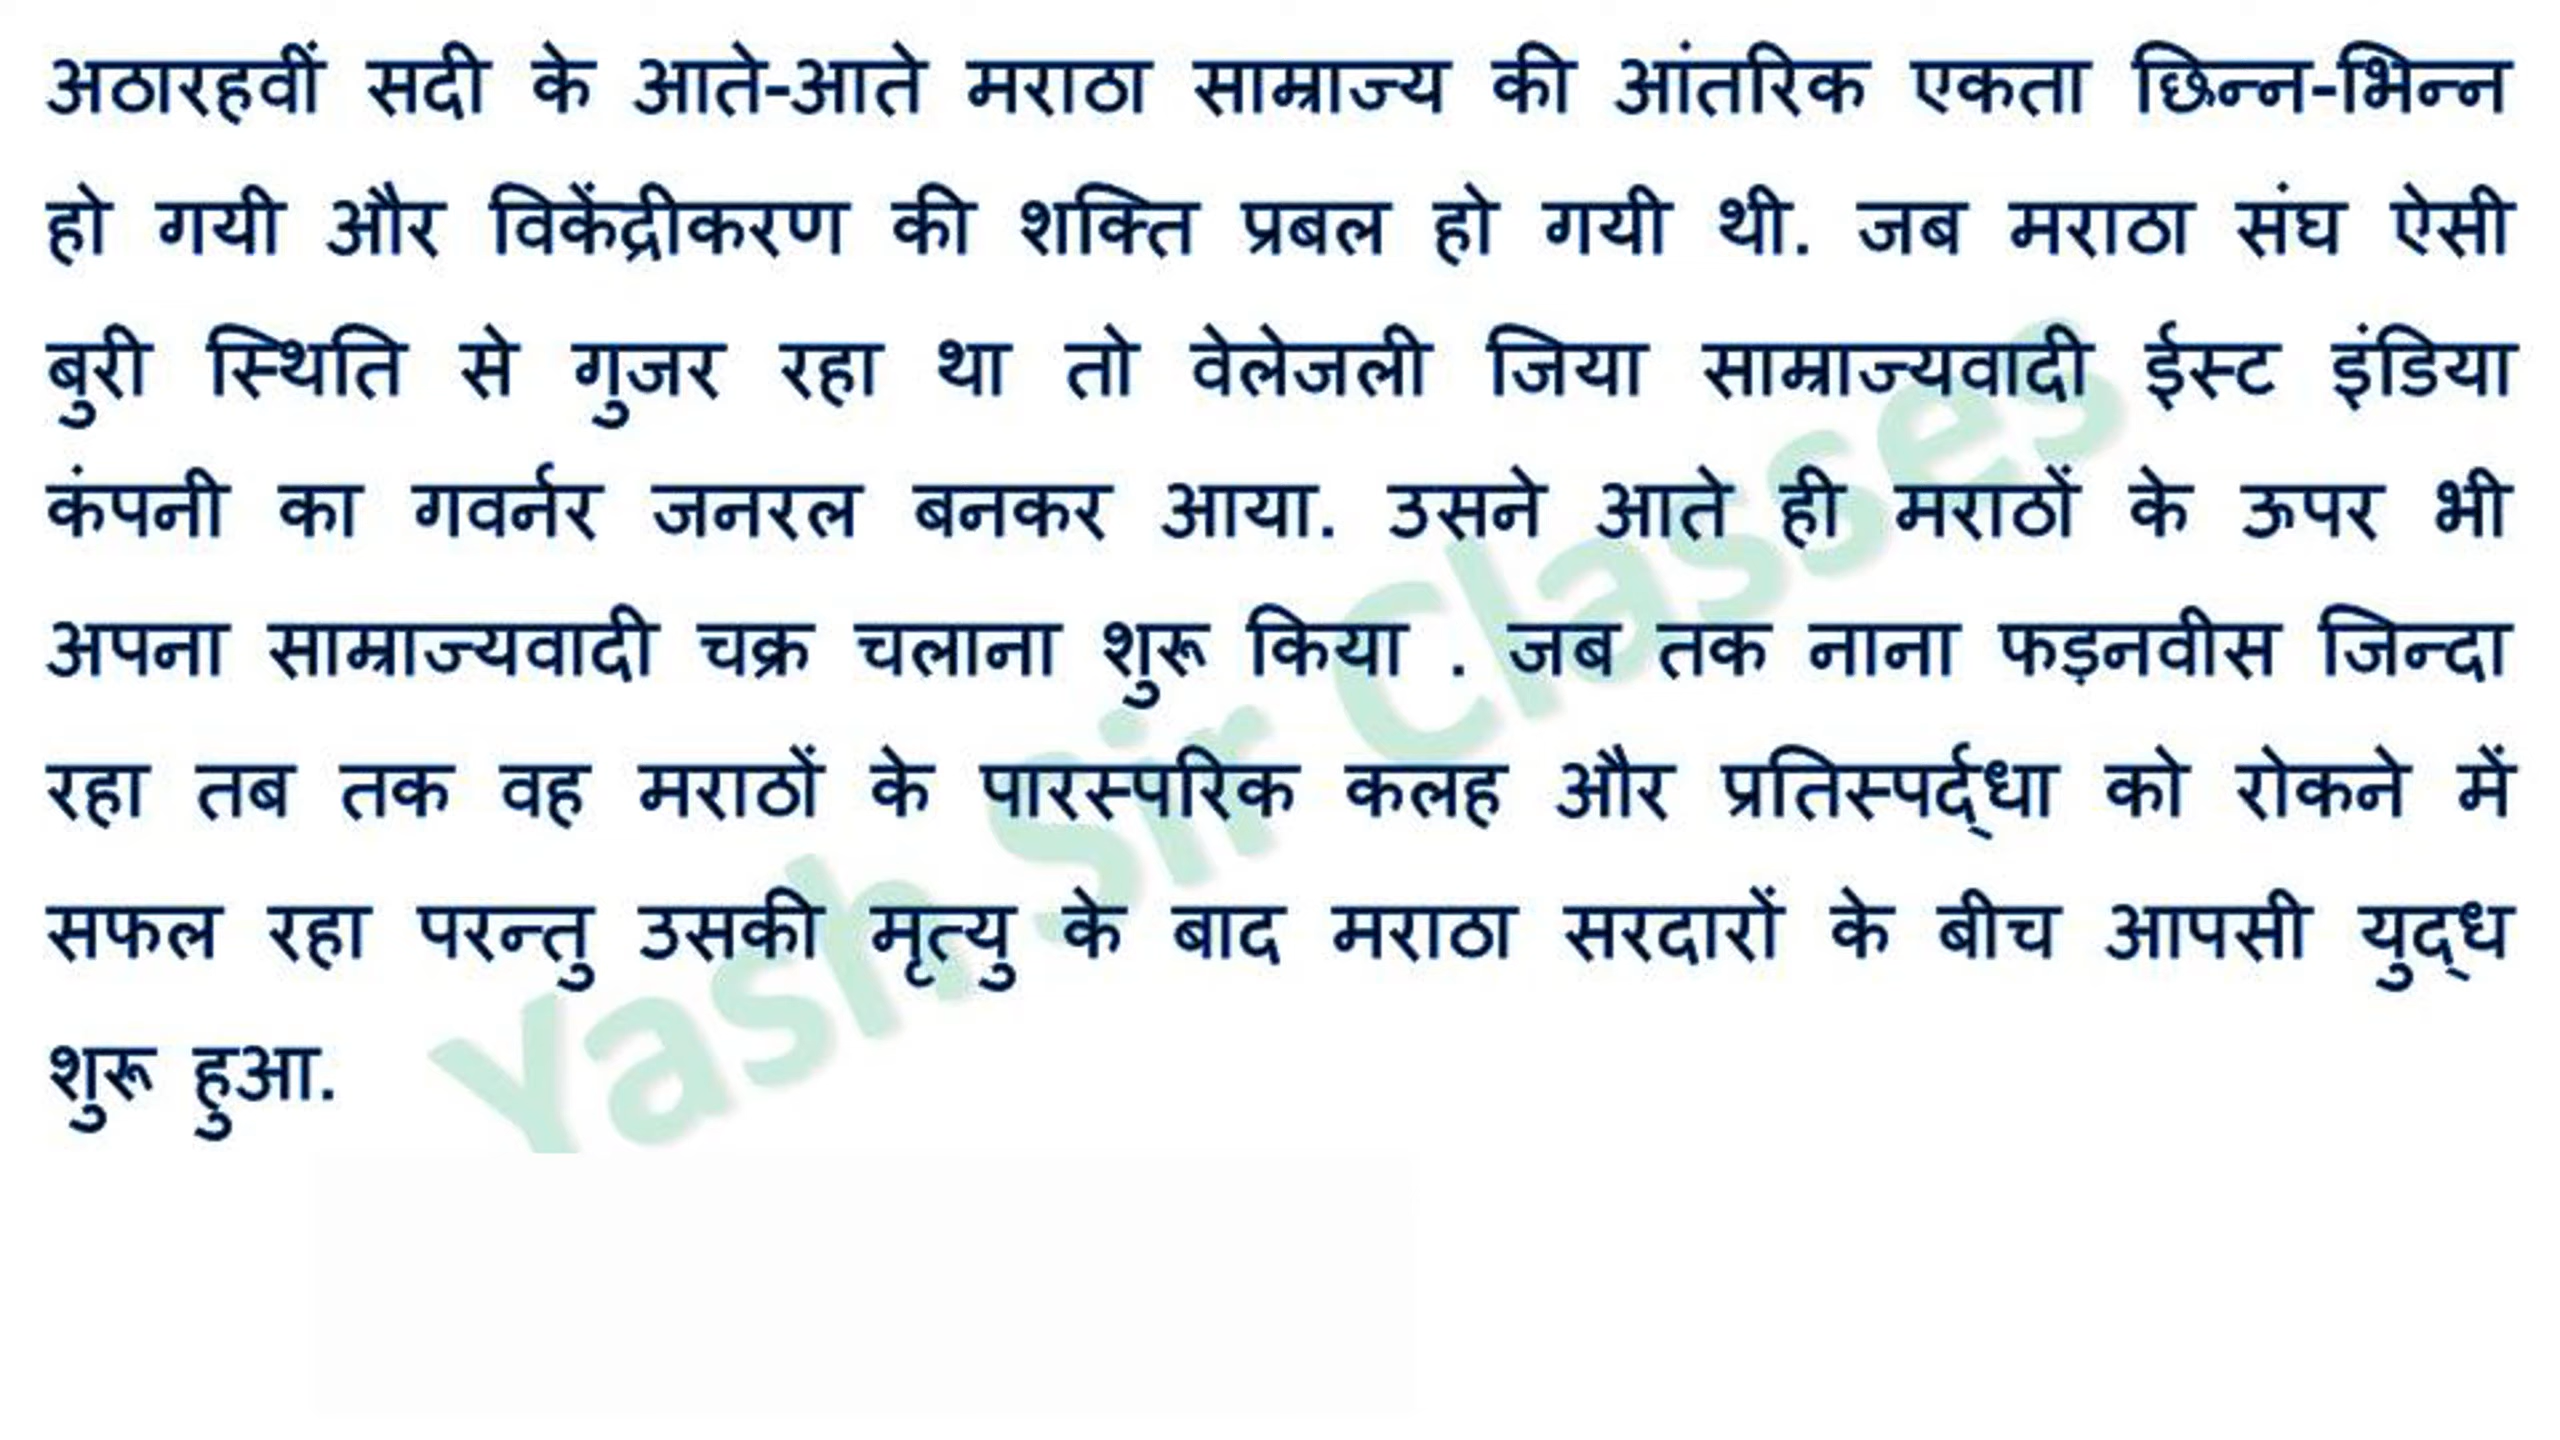 अठारहवीं सदी के आते-आते मराठा साम्राज्य की आंतरिक एकता छिन्न-भिन्न
हो गयी और विकेंद्रीकरण की शक्ति प्रबल हो गयी थी. जब मराठा संघ ऐसी
बुरी स्थिति से गुजर रहा था तो वेलेजली जिया साम्राज्यवादी ईस्ट इंडिया
कंपनी का गवर्नर जनरल बनकर आया. उसने आते ही मराठों के ऊपर भी
अपना साम्राज्यवादी चक्र चलाना शुरू किया . जब तक नाना फड़नवीस जिन्दा
रहा तब तक वह मराठों के पारस्परिक कलह और प्रतिस्पर्द्धा को रोकने में
सफल रहा परन्तु उसकी मृत्यु के बाद मराठा सरदारों के बीच आपसी युद्ध
शुरू हुआ.
Yash Sir Classes